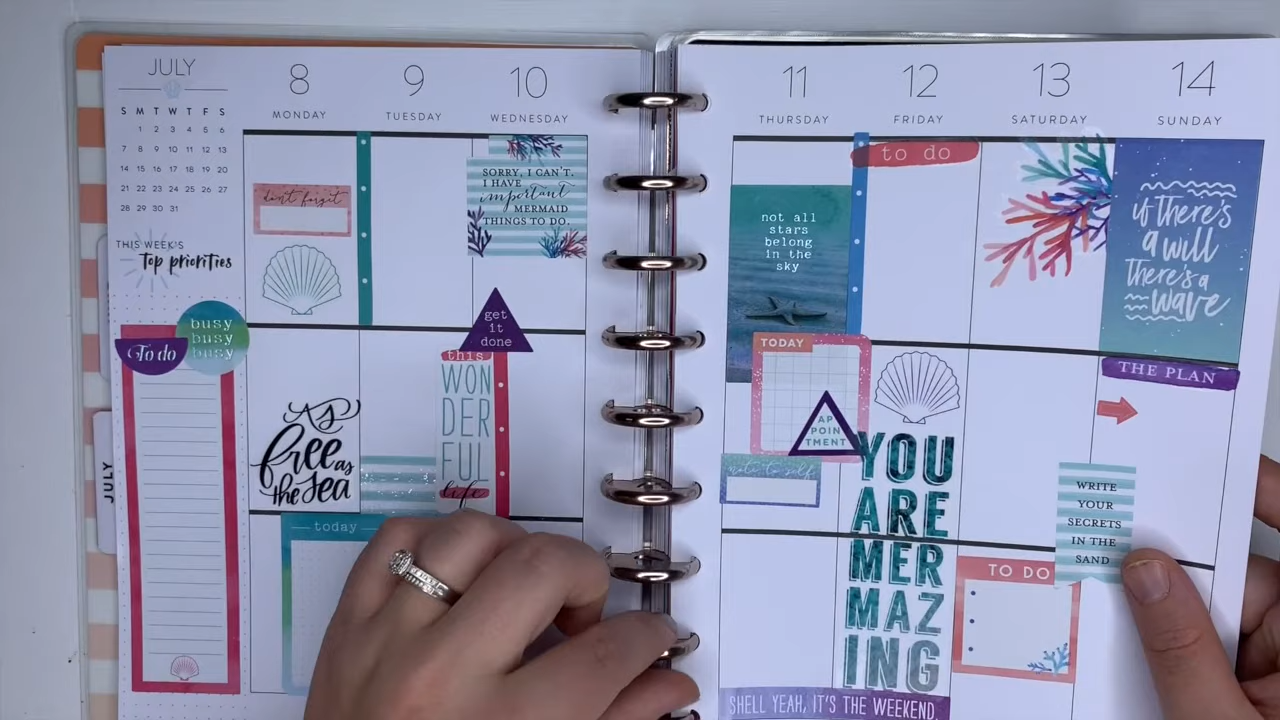 JULY
S M T W T F S
1 2 3 4 5 6
7 8 9 10 11 12 13
14 15 16 17 18 19 20
21 22 23 24 25 26 27
28 29 30 31
THIS WEEK'S
Top priorities
busy
busy
busy
To do
JULY
8
MONDAY
don't forget
As
free as
the sea
today
9
TUESDAY
10
WEDNESDAY
SORRY, I CAN'T.
I HAVE
important
MERMAID
THINGS TO DO.
get
it
done
this
WON
DER
FUL
life
11
THURSDAY
not all
stars
belong
in the
sky
TODAY
AP
POIN
TMENT
note to self
12
FRIDAY
to do
YOU
ARE
MER
MAZ
ING
SHELL YEAH, IT'S THE WEEKEND.
13
SATURDAY
WRITE
YOUR
SECRETS
IN THE
SAND
TO DO
14
SUNDAY
if there's
a will
there's
a
wave
THE PLAN